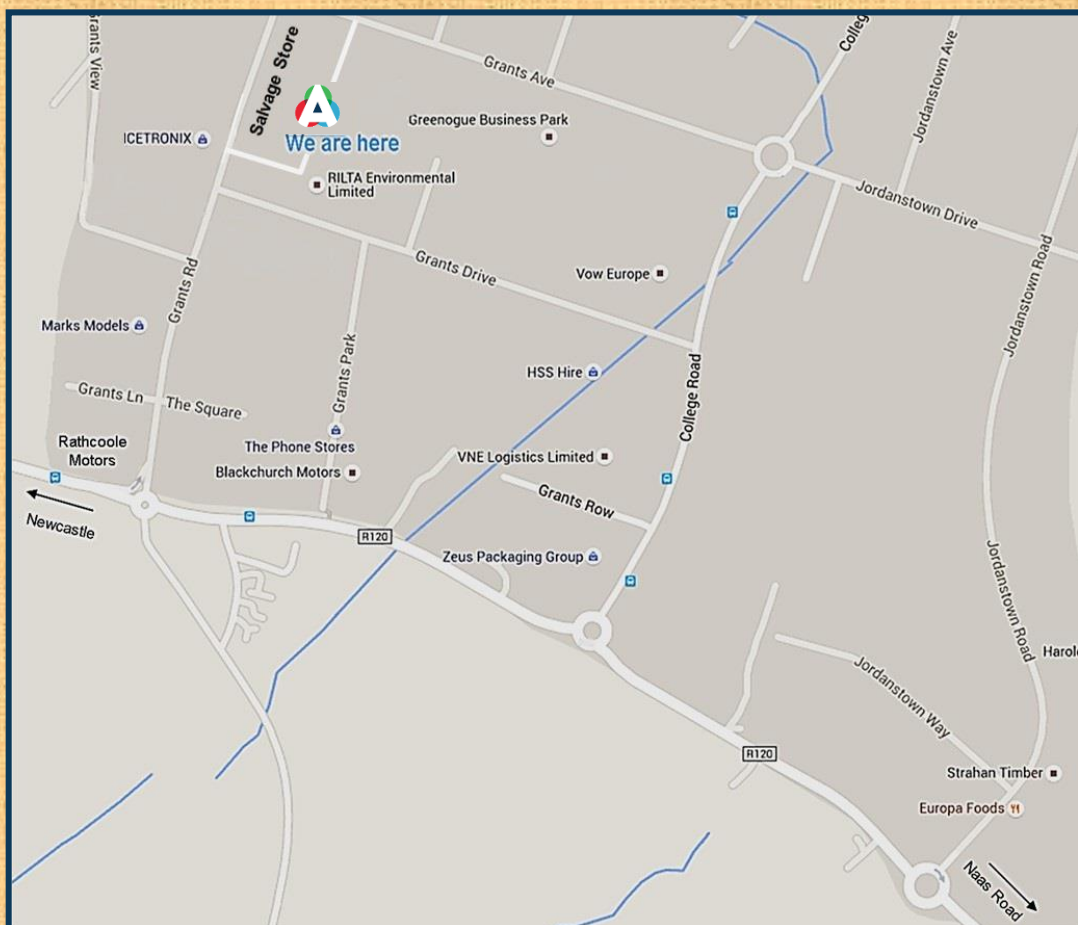 Grants View
Salvage Store
College
Jordanstown Ave
Grants Ave
A
We are here
ICETRONIX
Greenogue Business Park
RILTA Environmental
Limited
Jordanstown Drive
Grants Drive
Vow Europe
Grants Rd
Jordanstown Road
Marks Models
Grants Park
HSS Hire
College Road
Grants Ln
The Square
Rathcoole
Motors
The Phone Stores
Blackchurch Motors
VNE Logistics Limited
Grants Row
Newcastle
R120
Zeus Packaging Group
Jordanstown Road
Harold
Jordanstown Way
R120
Strahan Timber
Europa Foods
Naas Road